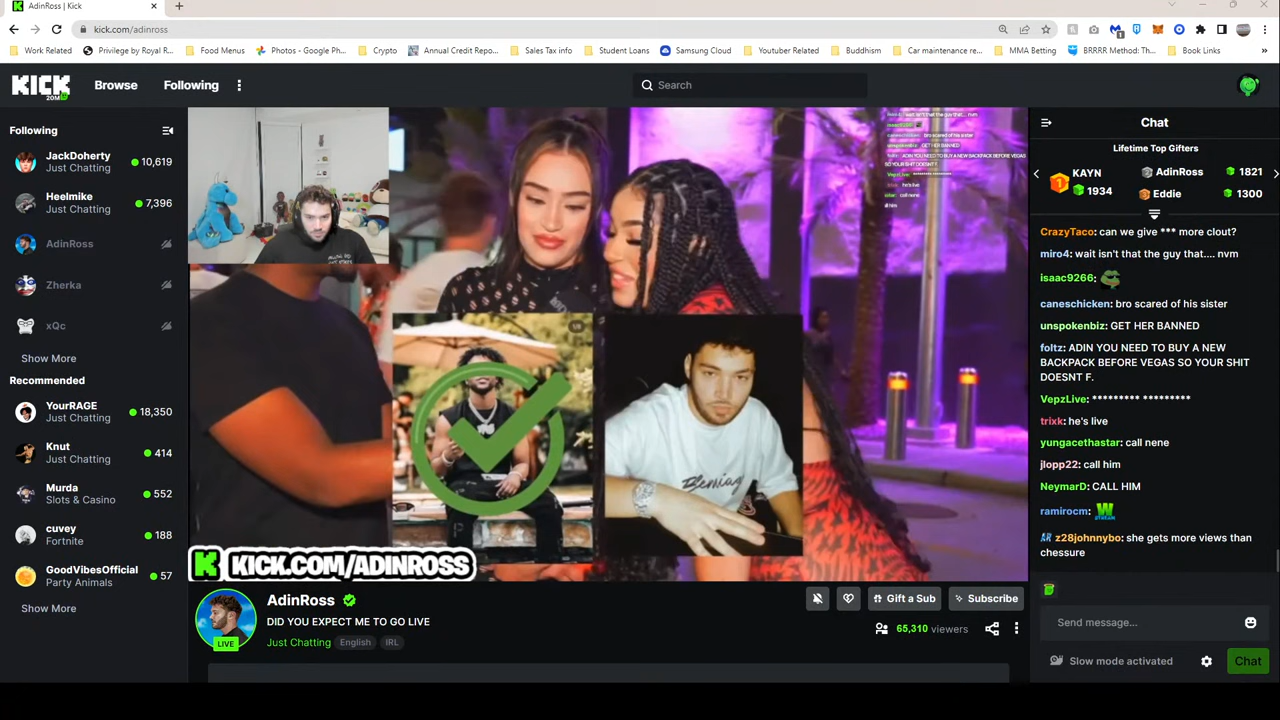 AdinRoss | Kick
kick.com/adinross
Work Related
Privilege by Royal R...
Food Menus
Photos - Google Ph...
Crypto
Annual Credit Repo...
Sales Tax info
Student Loans
Samsung Cloud
Youtuber Related
Buddhism
Car maintenance re...
MMA Betting
BRRRR Method: Th...
Book Links
KICK
20M
Browse
Following
Search
Following
JackDoherty
10,619
Just Chatting
Heelmike
7,396
Just Chatting
AdinRoss
Zherka
xQc
Show More
Recommended
YourRAGE
18,350
Just Chatting
Knut
414
Just Chatting
Murda
552
Slots & Casino
cuvey
188
Fortnite
GoodVibesOfficial
57
Party Animals
Show More
K KICK.COM/ADINROSS
LIVE
AdinRoss
DID YOU EXPECT ME TO GO LIVE
Just Chatting
English
IRL
Gift a Sub
Subscribe
65,310 viewers
Chat
Lifetime Top Gifters
KAYN
1934
AdinRoss
1821
Eddie
1300
CrazyTaco: can we give *** more clout?
miro4: wait isn't that the guy that.... nvm
isaac9266:
caneschicken: bro scared of his sister
unspokenbiz: GET HER BANNED
foltz: ADIN YOU NEED TO BUY A NEW
BACKPACK BEFORE VEGAS SO YOUR SHIT
DOESNT F.
VepzLive: ********* *********
trixk: he's live
yungacethastar: call nene
jlopp22: call him
NeymarD: CALL HIM
ramirocm:
z28johnnybo: she gets more views than
chessure
Send message...
Slow mode activated
Chat